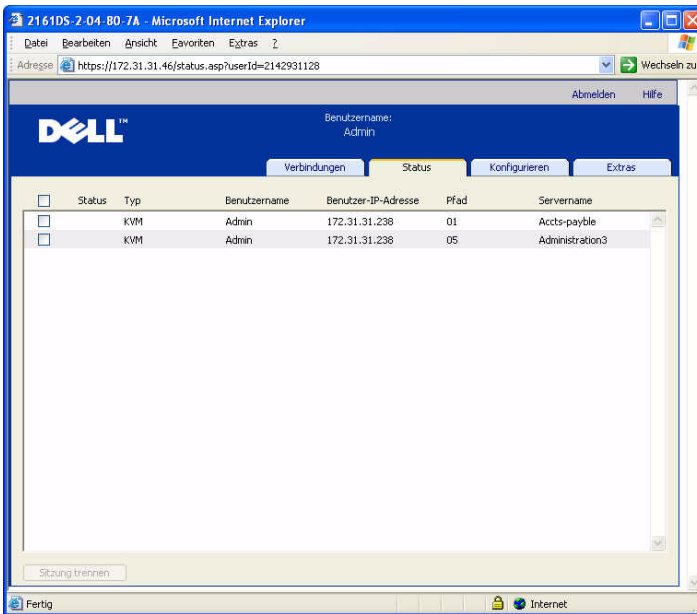 2161DS-2-04-80-7A - Microsoft Internet Explorer
Datei Bearbeiten Ansicht Favoriten Extras ?
Adresse https://172.31.31.46/status.asp?userId=2142931128 Wechseln zu
Abmelden Hilfe
DELL™
Benutzername:
Admin
Verbindungen Status Konfigurieren Extras
Status Typ Benutzername Benutzer-IP-Adresse Pfad Servername
KVM Admin 172.31.31.238 01 Accts-payble
KVM Admin 172.31.31.238 05 Administration3
Sitzung trennen
Fertig Internet